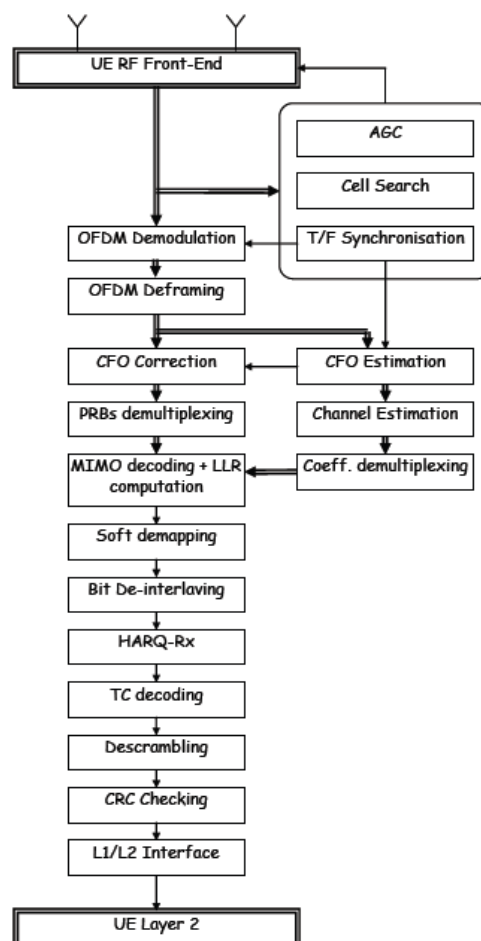 UE RF Front-End
AGC
Cell Search
T/F Synchronisation
OFDM Demodulation
OFDM Deframing
CFO Correction
CFO Estimation
PRBs demultiplexing
Channel Estimation
MIMO decoding + LLR
computation
Coeff. demultiplexing
Soft demapping
Bit De-interlaving
HARQ-Rx
TC decoding
Descrambling
CRC Checking
L1/L2 Interface
UE Layer 2